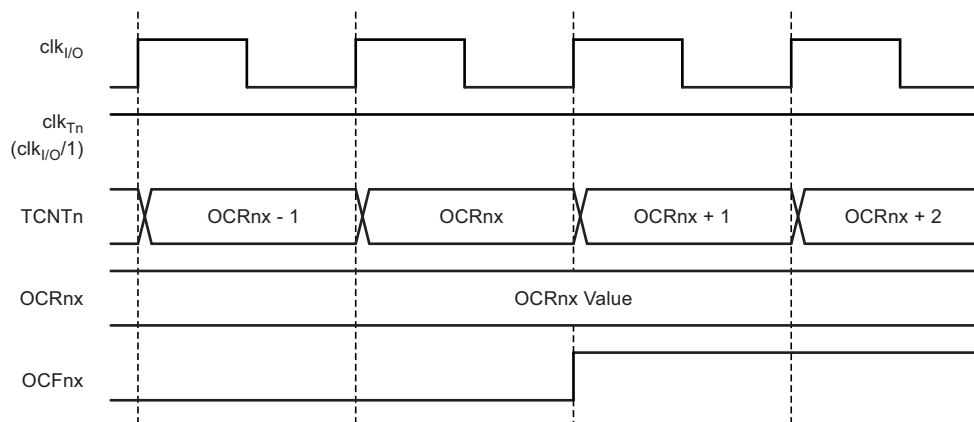 clkI/O
clkTn
(clkI/O/1)
TCNTn OCRnx - 1 OCRnx OCRnx + 1 OCRnx + 2
OCRnx OCRnx Value
OCFnx